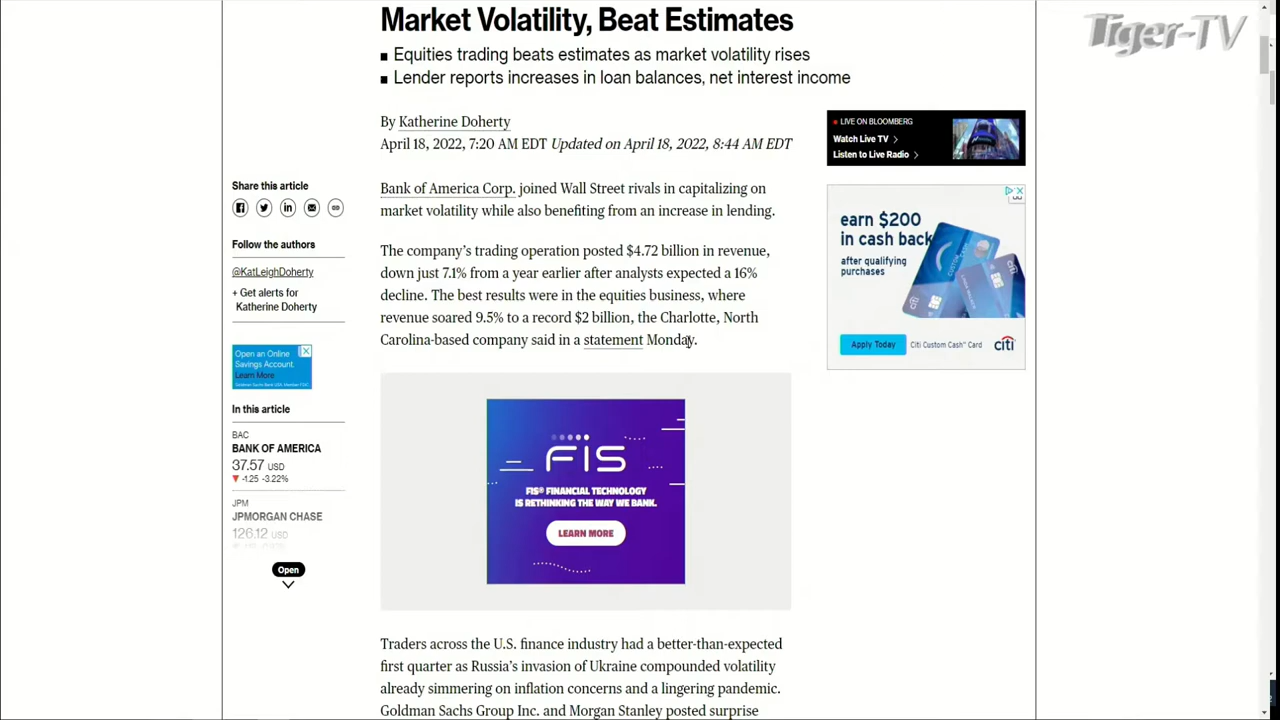 Market Volatility, Beat Estimates
Tiger-TV
Equities trading beats estimates as market volatility rises
Lender reports increases in loan balances, net interest income
By Katherine Doherty
April 18, 2022, 7:20 AM EDT Updated on April 18, 2022, 8:44 AM EDT
LIVE ON BLOOMBERG
Watch Live TV
Listen to Live Radio
Share this article
Follow the authors
@KatLeighDoherty
+ Get alerts for
Katherine Doherty
Bank of America Corp. joined Wall Street rivals in capitalizing on
market volatility while also benefiting from an increase in lending.
The company's trading operation posted $4.72 billion in revenue,
down just 7.1% from a year earlier after analysts expected a 16%
decline. The best results were in the equities business, where
revenue soared 9.5% to a record $2 billion, the Charlotte, North
Carolina-based company said in a statement Monday.
earn $200
in cash back
after qualifying
purchases
Apply Today
Citi Custom Cash℠ Card
citi
Open an Online
Savings Account
Learn More
In this article
BAC
BANK OF AMERICA
37.57 USD
▼ -1.25 -3.22%
JPM
JPMORGAN CHASE
126.12 USD
Open
FIS
FIS® FINANCIAL TECHNOLOGY
IS RETHINKING THE WAY WE BANK.
LEARN MORE
Traders across the U.S. finance industry had a better-than-expected
first quarter as Russia's invasion of Ukraine compounded volatility
already simmering on inflation concerns and a lingering pandemic.
Goldman Sachs Group Inc. and Morgan Stanley posted surprise